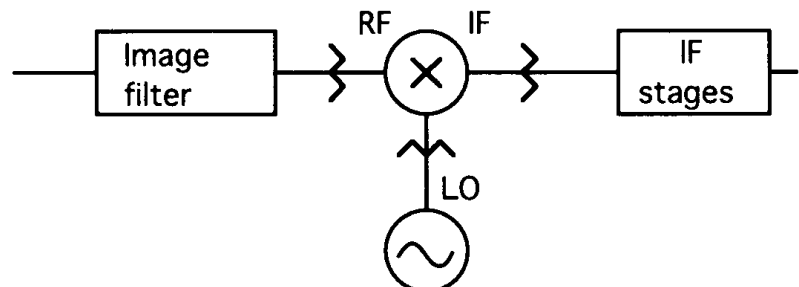 RF IF
Image
filter
IF
stages
LO